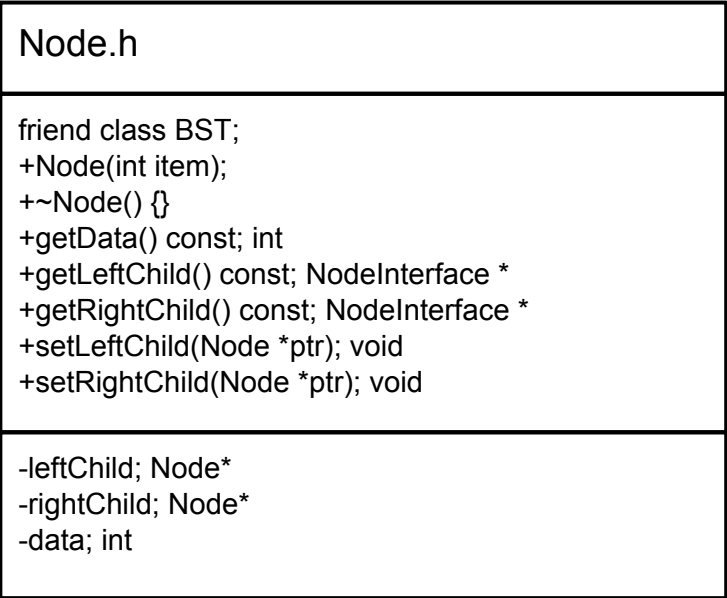 Node.h
friend class BST;
+Node(int item);
+~Node() {}
+getData() const; int
+getLeftChild() const; NodeInterface *
+getRightChild() const; NodeInterface *
+setLeftChild(Node *ptr); void
+setRightChild(Node *ptr); void
-leftChild; Node*
-rightChild; Node*
-data; int